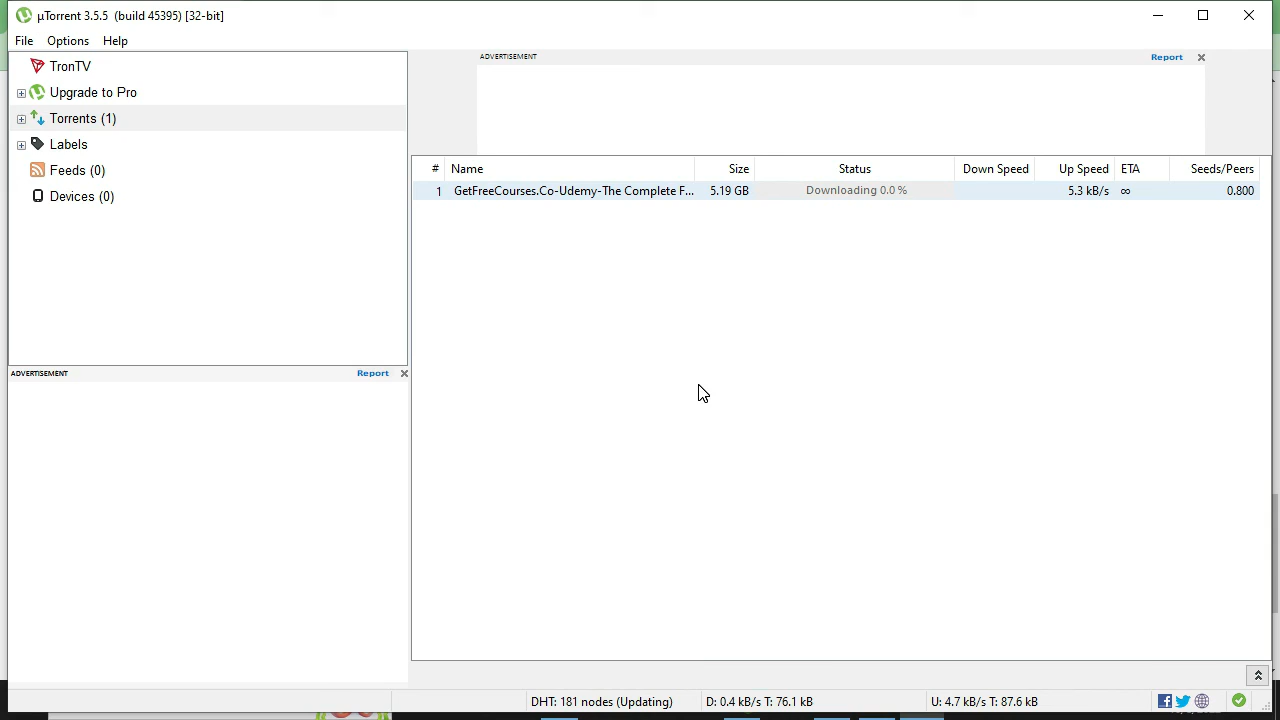 µTorrent 3.5.5 (build 45395) [32-bit]
File Options Help
TronTV
Upgrade to Pro
Torrents (1)
Labels
Feeds (0)
Devices (0)
ADVERTISEMENT Report
# Name Size Status Down Speed Up Speed ETA Seeds/Peers
1 GetFreeCourses.Co-Udemy-The Complete F... 5.19 GB Downloading 0.0 % 5.3 kB/s ∞ 0.800
ADVERTISEMENT Report
DHT: 181 nodes (Updating) D: 0.4 kB/s T: 76.1 kB U: 4.7 kB/s T: 87.6 kB